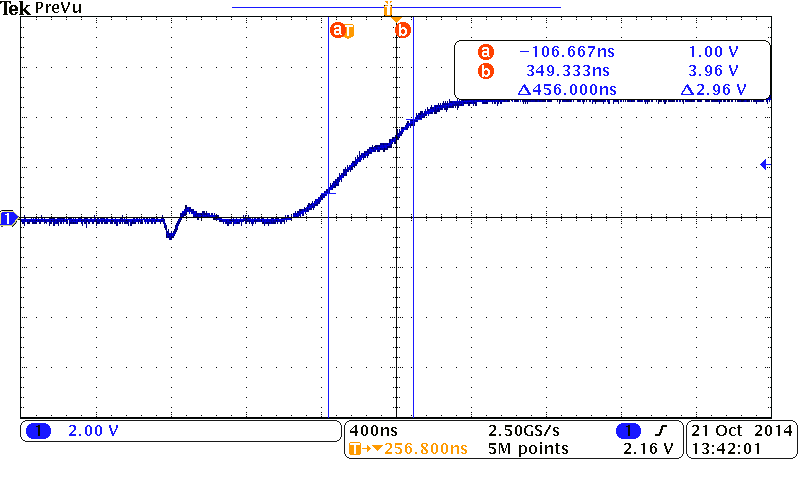 Tek PreVu
T
a T b
a −106.667ns 1.00 V
b 349.333ns 3.96 V
Δ456.000ns Δ2.96 V
1
1 2.00 V
400ns 2.50GS/s 1
T→▼256.800ns 5M points 2.16 V
21 Oct 2014
13:42:01